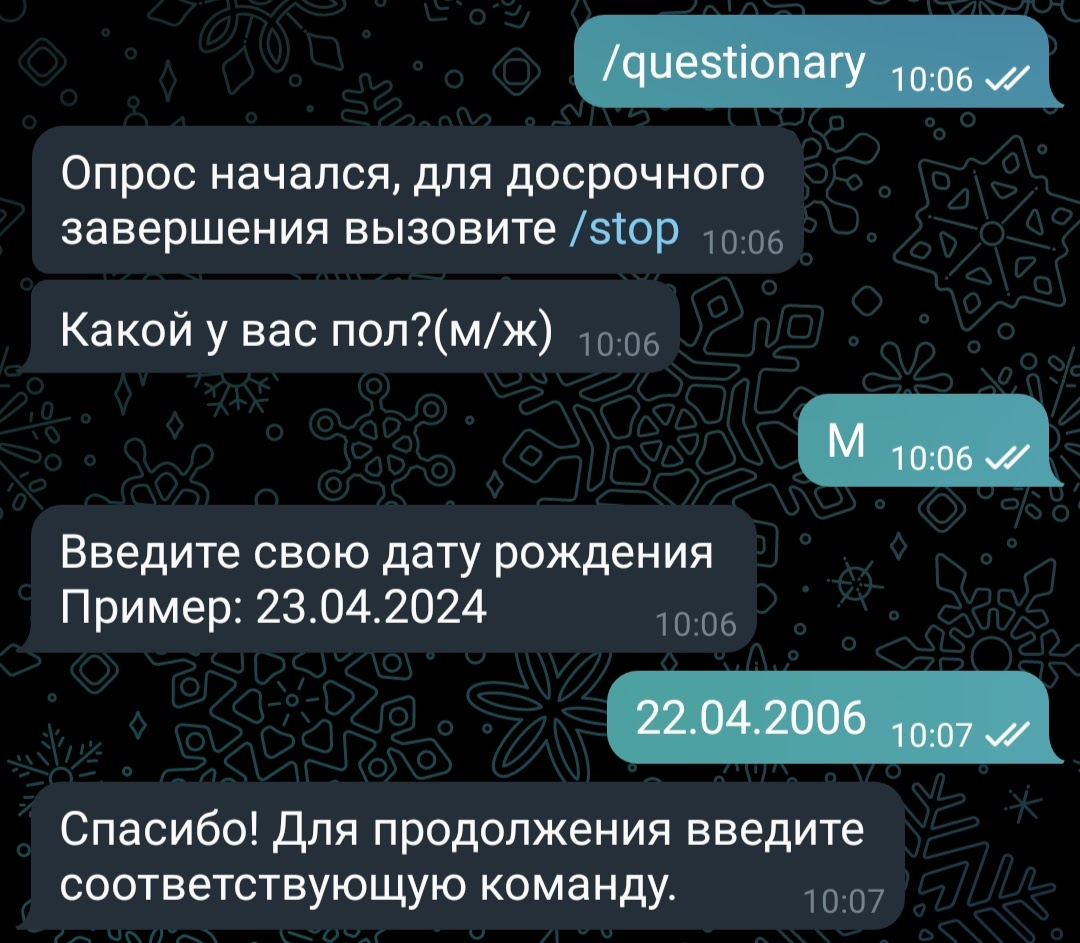 /questionary 10:06
Опрос начался, для досрочного
завершения вызовите /stop 10:06
Какой у вас пол?(м/ж) 10:06
М 10:06
Введите свою дату рождения
Пример: 23.04.2024 10:06
22.04.2006 10:07
Спасибо! Для продолжения введите
соответствующую команду. 10:07